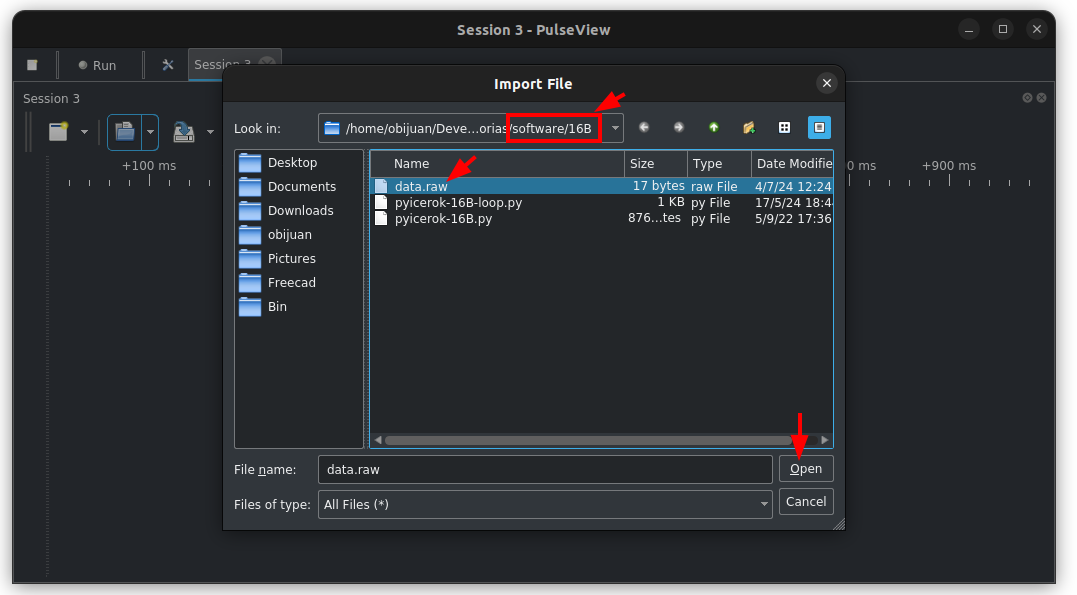 Session 3 - PulseView
Run
Session 3
Session 3
+100 ms
0 ms
+900 ms
Import File
Look in:
/home/obijuan/Deve...orias/software/16B
Desktop
Documents
Downloads
obijuan
Pictures
Freecad
Bin
Name Size Type Date Modifie
data.raw 17 bytes raw File 4/7/24 12:24
pyicerok-16B-loop.py 1 KB py File 17/5/24 18:4
pyicerok-16B.py 876...tes py File 5/9/22 17:36
File name: data.raw Open
Files of type: All Files (*) Cancel